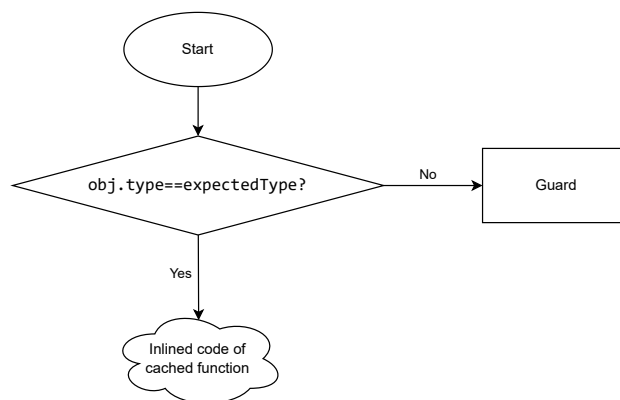 Start
obj.type==expectedType?
No
Guard
Yes
Inlined code of
cached function